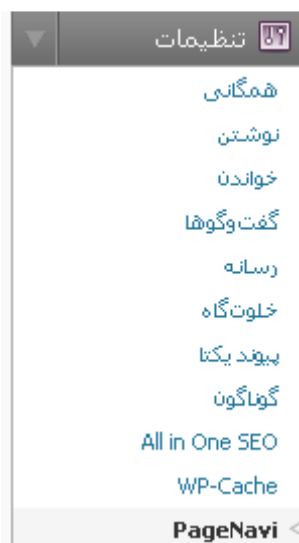 تنظیمات
همگانی
نوشتن
خواندن
گفت‌وگوها
رسانه
خلوت‌گاه
پیوند یکتا
گوناگون
All in One SEO
WP-Cache
PageNavi